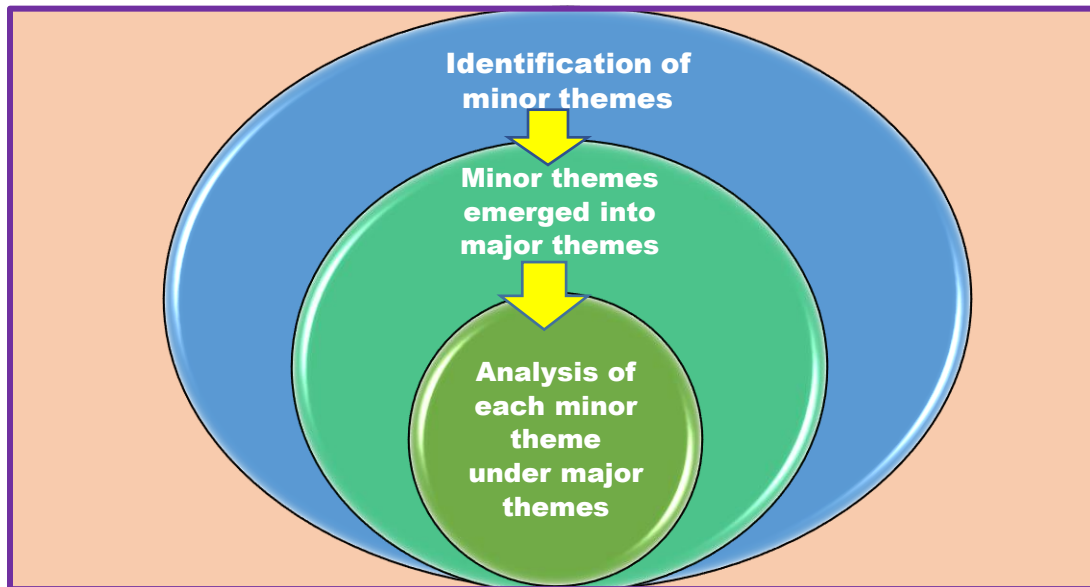 Identification of
minor themes
Minor themes
emerged into
major themes
Analysis of
each minor
theme
under major
themes